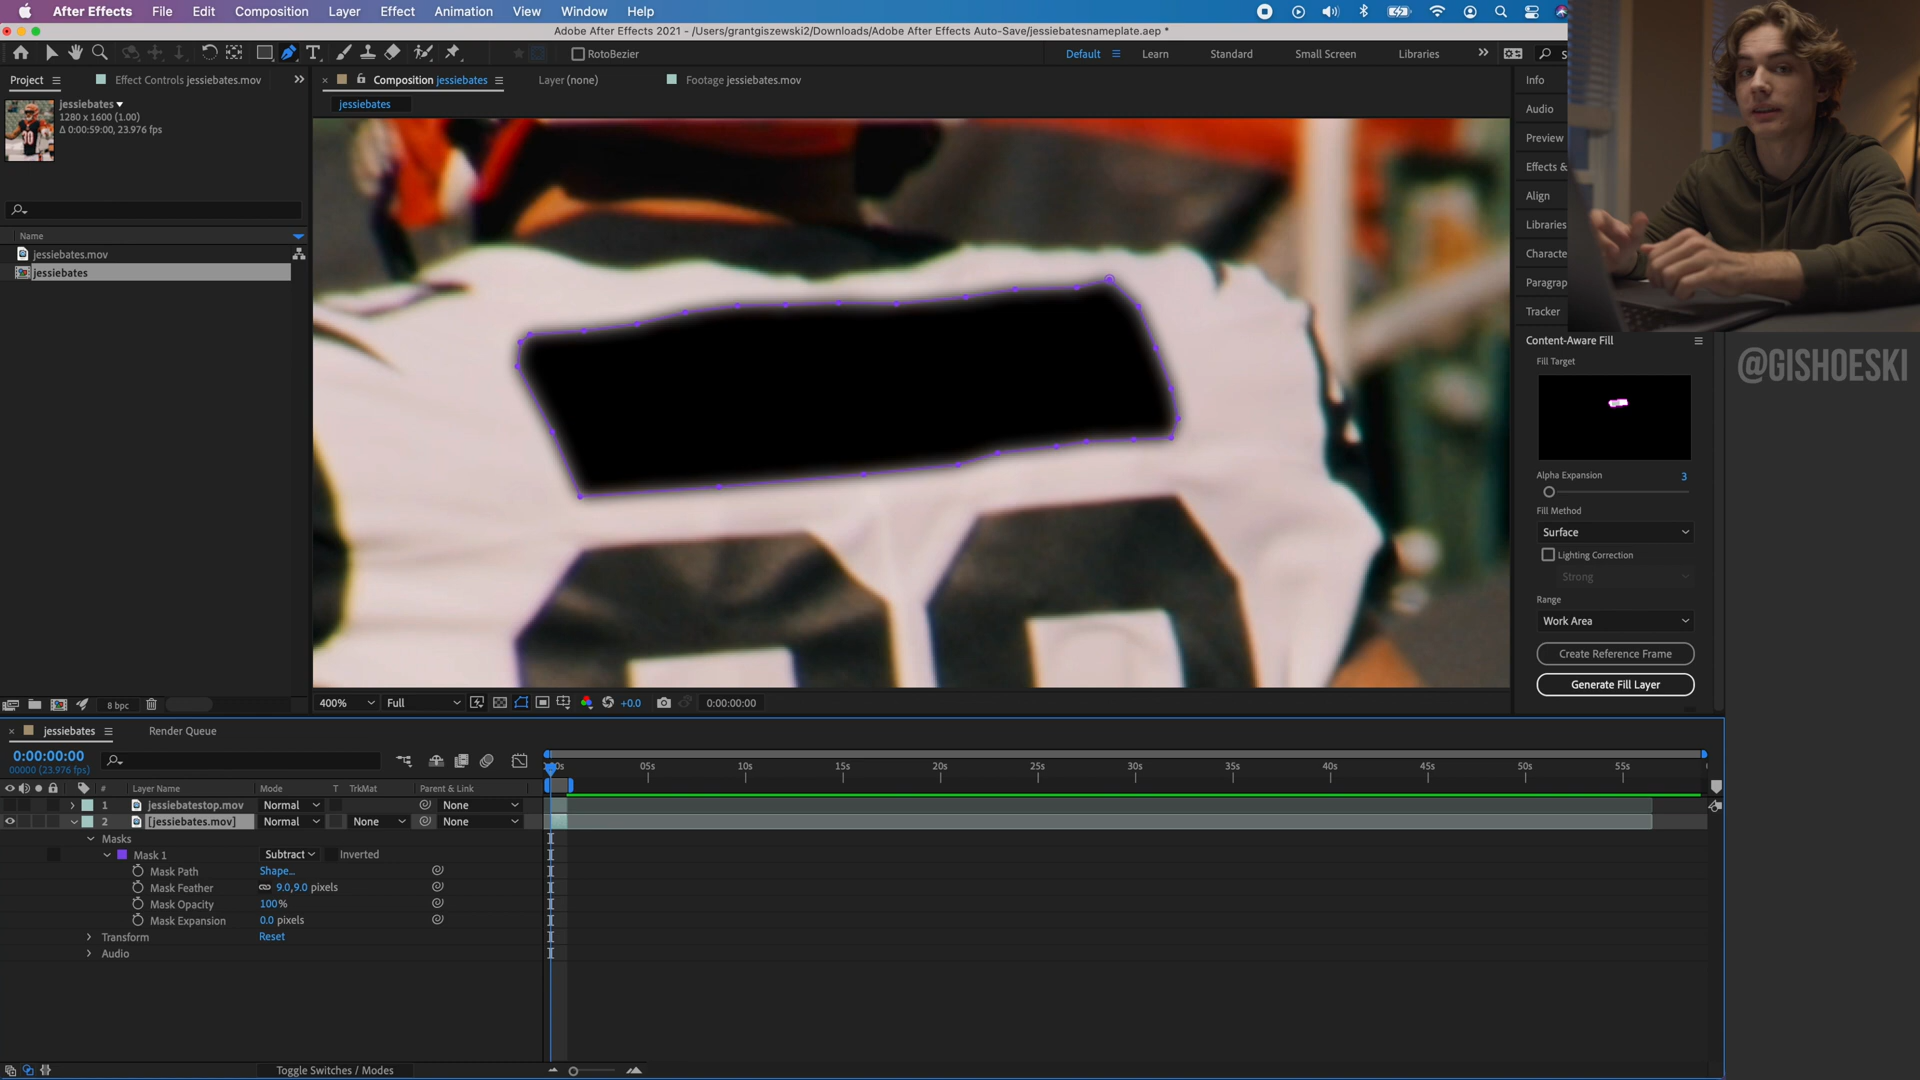 After Effects File Edit Composition Layer Effect Animation View Window Help
Adobe After Effects 2021 - /Users/grantgiszewski2/Downloads/Adobe After Effects Auto-Save/jessiebatesnameplate.aep *
RotoBezier
Default Learn Standard Small Screen Libraries
Project Effect Controls jessiebates.mov
Composition jessiebates Layer (none) Footage jessiebates.mov
jessiebates
jessiebates
1280 x 1600 (1.00)
Δ 0:00:59:00, 23.976 fps
Name
jessiebates.mov
jessiebates
8 bpc
Info
Audio
Preview
Effects &
Align
Libraries
Characte
Paragrap
Tracker
Content-Aware Fill
Fill Target
Alpha Expansion 3
Fill Method
Surface
Lighting Correction
Strong
Range
Work Area
Create Reference Frame
Generate Fill Layer
@GISHOESKI
400% Full +0.0 0:00:00:00
jessiebates Render Queue
0:00:00:00
00000 (23.976 fps)
# Layer Name Mode T TrkMat Parent & Link
05s 10s 15s 20s 25s 30s 35s 40s 45s 50s 55s
1 jessiebatestop.mov Normal None
2 [jessiebates.mov] Normal None None
Masks
Mask 1 Subtract Inverted
Mask Path Shape...
Mask Feather 9.0,9.0 pixels
Mask Opacity 100%
Mask Expansion 0.0 pixels
Transform Reset
Audio
Toggle Switches / Modes